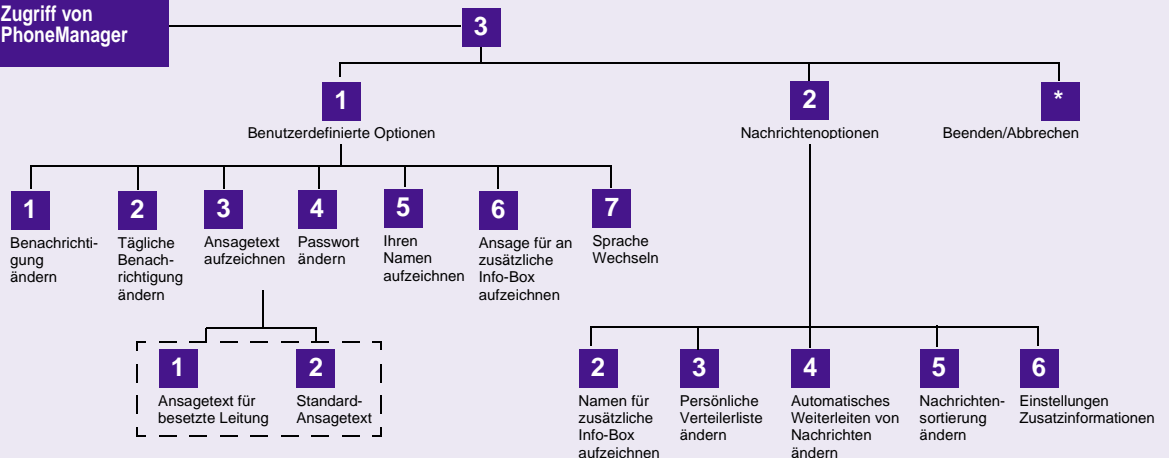 Zugriff von
PhoneManager
3
1
Benutzerdefinierte Optionen
2
Nachrichtenoptionen
*
Beenden/Abbrechen
1
Benachrichti-
gung
ändern
2
Tägliche
Benach-
richtigung
ändern
3
Ansagetext
aufzeichnen
4
Passwort
ändern
5
Ihren
Namen
aufzeichnen
6
Ansage für an
zusätzliche
Info-Box
aufzeichnen
7
Sprache
Wechseln
1
Ansagetext für
besetzte Leitung
2
Standard-
Ansagetext
2
Namen für
zusätzliche
Info-Box
aufzeichnen
3
Persönliche
Verteilerliste
ändern
4
Automatisches
Weiterleiten von
Nachrichten
ändern
5
Nachrichten-
sortierung
ändern
6
Einstellungen
Zusatzinformationen